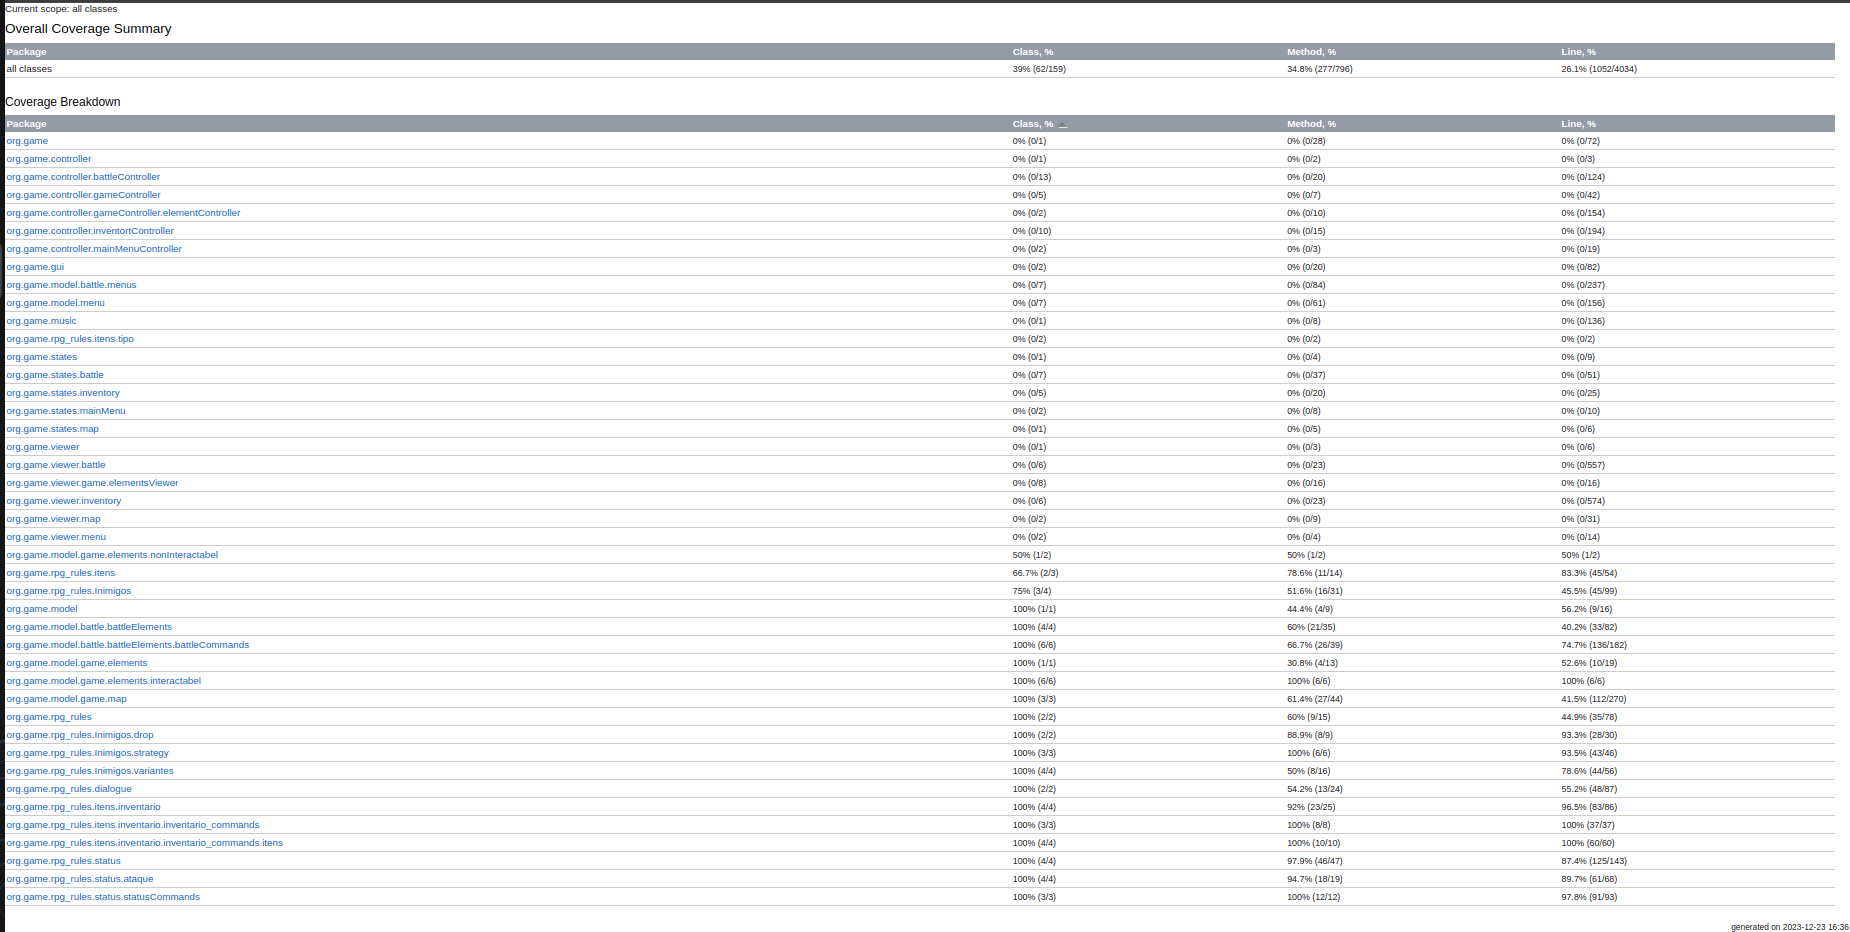 Current scope: all classes
Overall Coverage Summary
Package Class, % Method, % Line, %
all classes 39% (62/159) 34.8% (277/796) 26.1% (1052/4034)
Coverage Breakdown
Package Class, % Method, % Line, %
org.game 0% (0/1) 0% (0/28) 0% (0/72)
org.game.controller 0% (0/1) 0% (0/2) 0% (0/3)
org.game.controller.battleController 0% (0/13) 0% (0/20) 0% (0/124)
org.game.controller.gameController 0% (0/5) 0% (0/7) 0% (0/42)
org.game.controller.gameController.elementController 0% (0/2) 0% (0/10) 0% (0/154)
org.game.controller.inventortController 0% (0/10) 0% (0/15) 0% (0/194)
org.game.controller.mainMenuController 0% (0/2) 0% (0/3) 0% (0/19)
org.game.gui 0% (0/2) 0% (0/20) 0% (0/82)
org.game.model.battle.menus 0% (0/7) 0% (0/84) 0% (0/237)
org.game.model.menu 0% (0/7) 0% (0/61) 0% (0/156)
org.game.music 0% (0/1) 0% (0/8) 0% (0/136)
org.game.rpg_rules.itens.tipo 0% (0/2) 0% (0/2) 0% (0/2)
org.game.states 0% (0/1) 0% (0/4) 0% (0/9)
org.game.states.battle 0% (0/7) 0% (0/37) 0% (0/51)
org.game.states.inventory 0% (0/5) 0% (0/20) 0% (0/25)
org.game.states.mainMenu 0% (0/2) 0% (0/8) 0% (0/10)
org.game.states.map 0% (0/1) 0% (0/5) 0% (0/6)
org.game.viewer 0% (0/1) 0% (0/3) 0% (0/6)
org.game.viewer.battle 0% (0/6) 0% (0/23) 0% (0/557)
org.game.viewer.game.elementsViewer 0% (0/8) 0% (0/16) 0% (0/16)
org.game.viewer.inventory 0% (0/6) 0% (0/23) 0% (0/574)
org.game.viewer.map 0% (0/2) 0% (0/9) 0% (0/31)
org.game.viewer.menu 0% (0/2) 0% (0/4) 0% (0/14)
org.game.model.game.elements.nonInteractabel 50% (1/2) 50% (1/2) 50% (1/2)
org.game.rpg_rules.itens 66.7% (2/3) 78.6% (11/14) 83.3% (45/54)
org.game.rpg_rules.Inimigos 75% (3/4) 51.6% (16/31) 45.5% (45/99)
org.game.model 100% (1/1) 44.4% (4/9) 56.2% (9/16)
org.game.model.battle.battleElements 100% (4/4) 60% (21/35) 40.2% (33/82)
org.game.model.battle.battleElements.battleCommands 100% (6/6) 66.7% (26/39) 74.7% (136/182)
org.game.model.game.elements 100% (1/1) 30.8% (4/13) 52.6% (10/19)
org.game.model.game.elements.interactabel 100% (6/6) 100% (6/6) 100% (6/6)
org.game.model.game.map 100% (3/3) 61.4% (27/44) 41.5% (112/270)
org.game.rpg_rules 100% (2/2) 60% (9/15) 44.9% (35/78)
org.game.rpg_rules.Inimigos.drop 100% (2/2) 88.9% (8/9) 93.3% (28/30)
org.game.rpg_rules.Inimigos.strategy 100% (3/3) 100% (6/6) 93.5% (43/46)
org.game.rpg_rules.Inimigos.variantes 100% (4/4) 50% (8/16) 78.6% (44/56)
org.game.rpg_rules.dialogue 100% (2/2) 54.2% (13/24) 55.2% (48/87)
org.game.rpg_rules.itens.inventario 100% (4/4) 92% (23/25) 96.5% (83/86)
org.game.rpg_rules.itens.inventario.inventario_commands 100% (3/3) 100% (8/8) 100% (37/37)
org.game.rpg_rules.itens.inventario.inventario_commands.itens 100% (4/4) 100% (10/10) 100% (60/60)
org.game.rpg_rules.status 100% (4/4) 97.9% (46/47) 87.4% (125/143)
org.game.rpg_rules.status.ataque 100% (4/4) 94.7% (18/19) 89.7% (61/68)
org.game.rpg_rules.status.statusCommands 100% (3/3) 100% (12/12) 97.8% (91/93)
generated on 2023-12-23 16:36